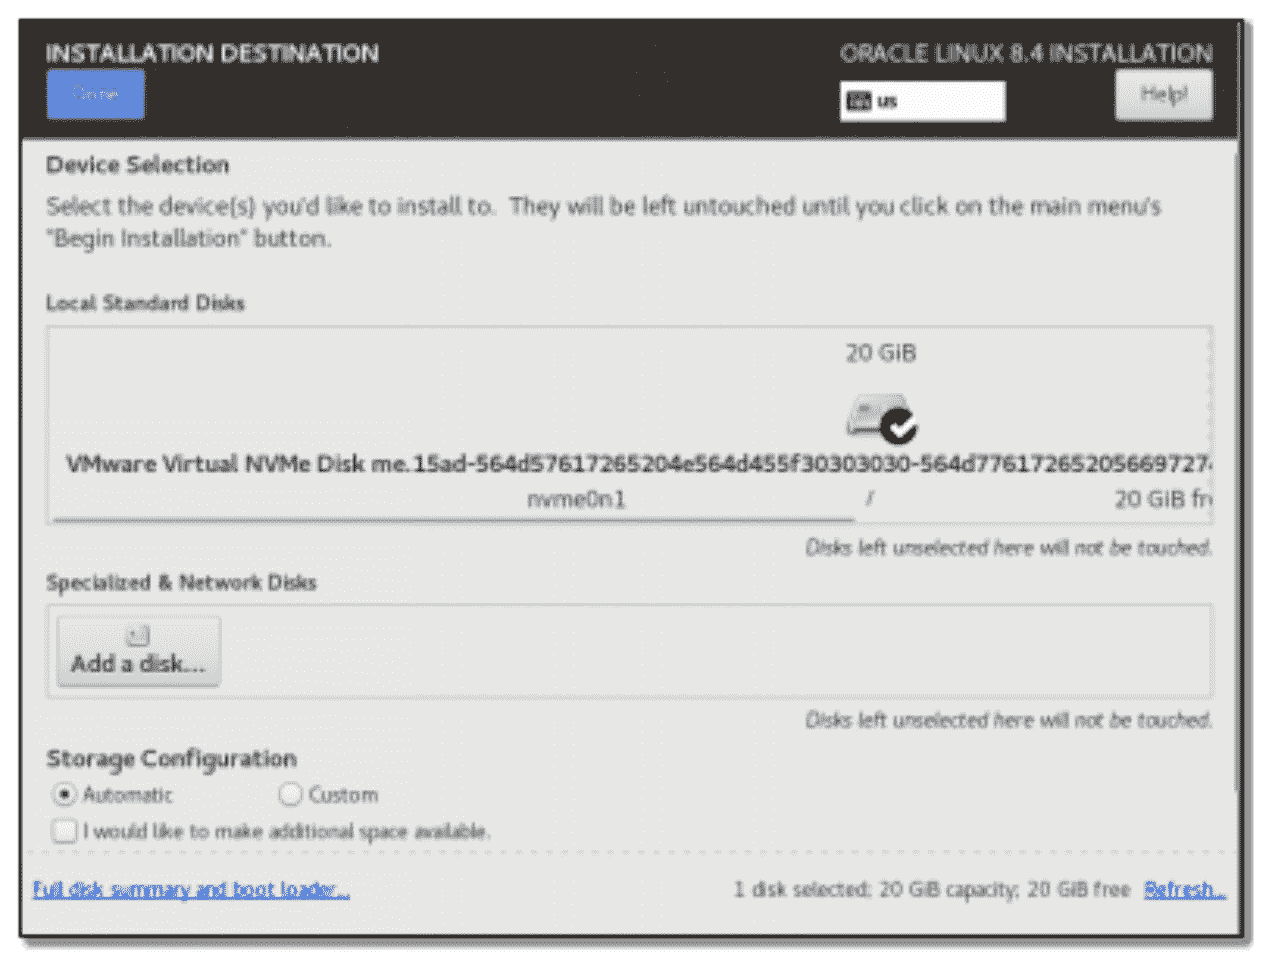 INSTALLATION DESTINATION
ORACLE LINUX 8.4 INSTALLATION
Done
us
Help!
Device Selection
Select the device(s) you'd like to install to.  They will be left untouched until you click on the main menu's
"Begin Installation" button.
Local Standard Disks
20 GiB
VMware Virtual NVMe Disk me.15ad-564d57617265204e564d455f30303030-564d77617265205669727
nvme0n1 / 20 GiB
Disks left unselected here will not be touched.
Specialized & Network Disks
Add a disk...
Disks left unselected here will not be touched.
Storage Configuration
Automatic Custom
I would like to make additional space available.
Full disk summary and boot loader...
1 disk selected; 20 GiB capacity; 20 GiB free Refresh...